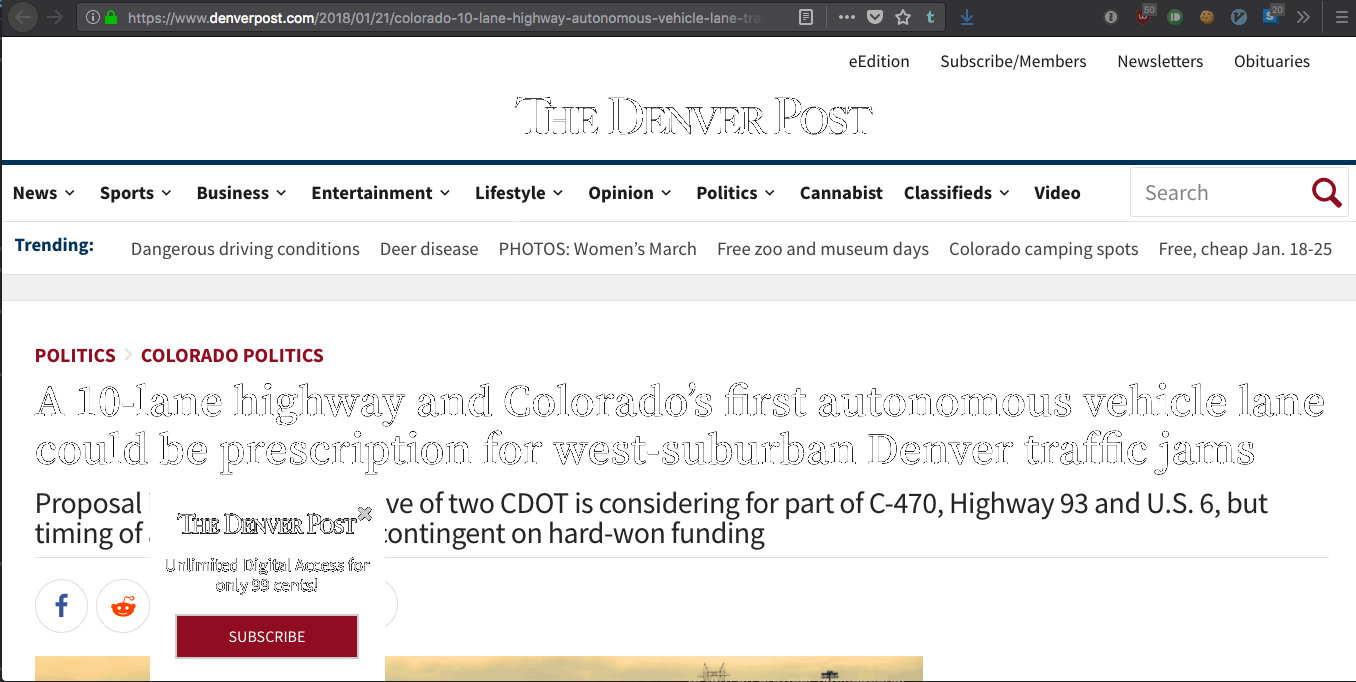 https://www.denverpost.com/2018/01/21/colorado-10-lane-highway-autonomous-vehicle-lane-tra
50
20
eEdition Subscribe/Members Newsletters Obituaries
THE DENVER POST
News Sports Business Entertainment Lifestyle Opinion Politics Cannabist Classifieds Video Search
Trending: Dangerous driving conditions Deer disease PHOTOS: Women’s March Free zoo and museum days Colorado camping spots Free, cheap Jan. 18-25
POLITICS COLORADO POLITICS
A 10-lane highway and Colorado’s first autonomous vehicle lane
could be prescription for west-suburban Denver traffic jams
Proposal ve of two CDOT is considering for part of C-470, Highway 93 and U.S. 6, but
timing of contingent on hard-won funding
THE DENVER POST
Unlimited Digital Access for
only 99 cents!
SUBSCRIBE